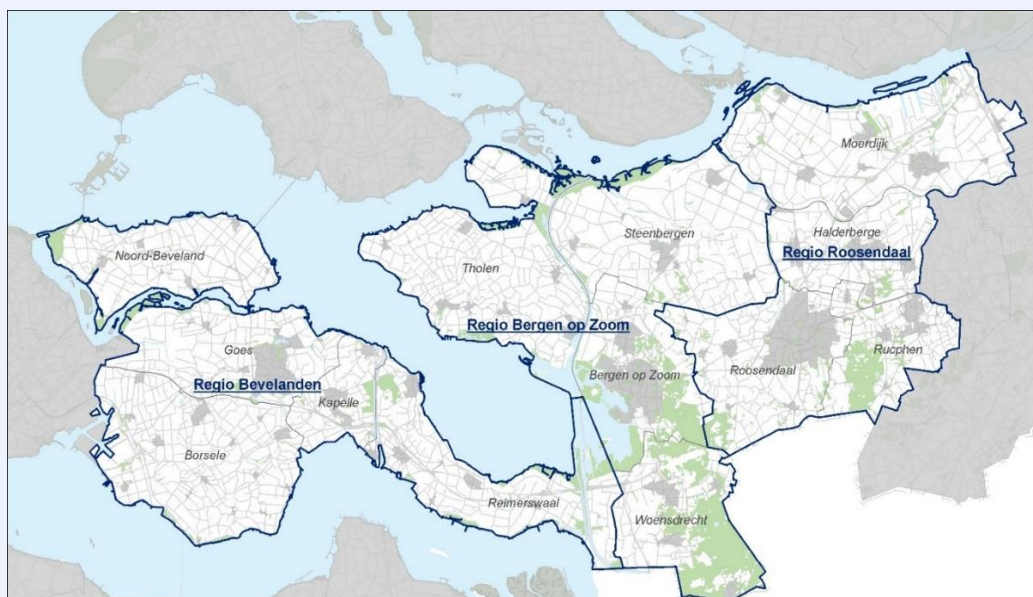 Moerdijk
Halderberge
Steenbergen
Regio Roosendaal
Noord-Beveland
Tholen
Regio Bergen op Zoom
Goes
Rucphen
Roosendaal
Bergen op Zoom
Regio Bevelanden
Kapelle
Borsele
Reimerswaal
Woensdrecht